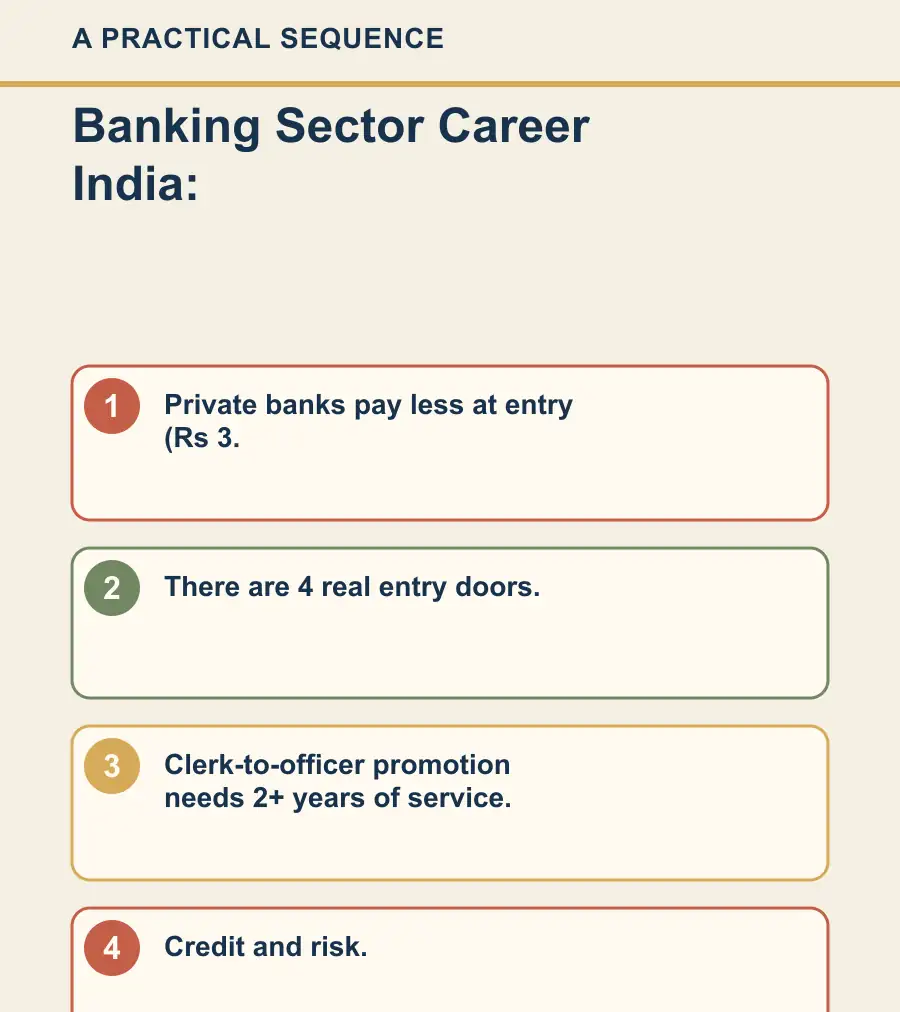 A PRACTICAL SEQUENCE
Banking Sector Career
India:
1
Private banks pay less at entry
(Rs 3.
2
There are 4 real entry doors.
3
Clerk-to-officer promotion
needs 2+ years of service.
4
Credit and risk.